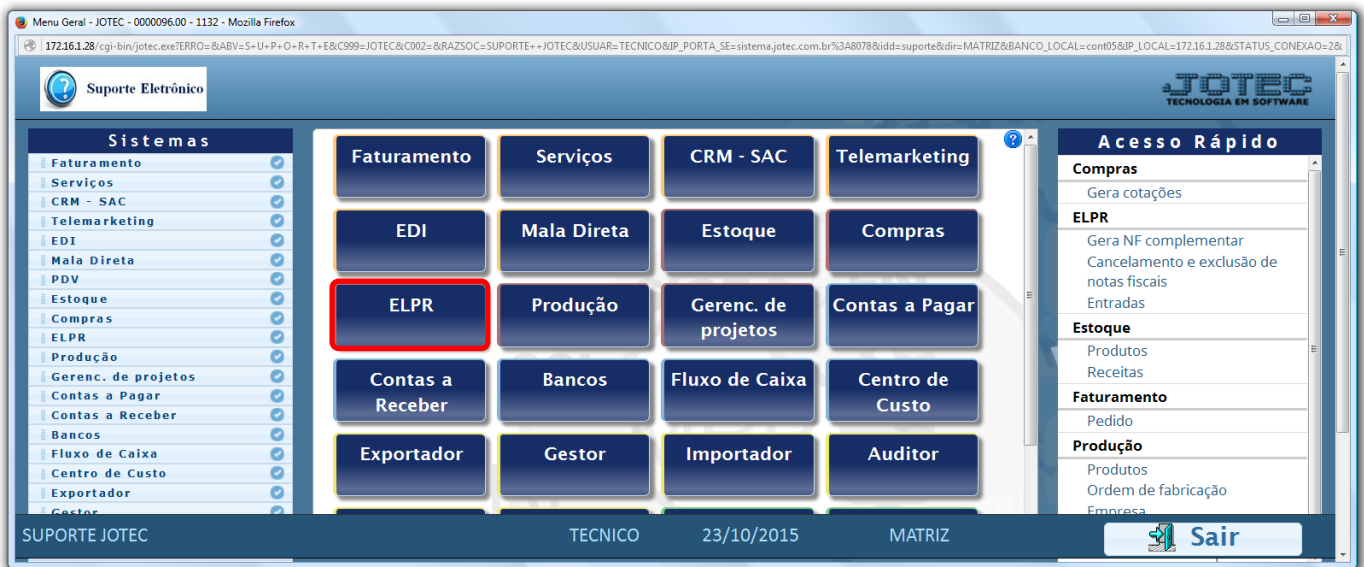 Menu Geral - JOTEC - 0000096.00 - 1132 - Mozilla Firefox
172.16.1.28/cgi-bin/jotec.exe?ERRO=&ABV=S+U+P+O+R+T+E&C999=JOTEC&C002=&RAZSOC=SUPORTE++JOTEC&USUAR=TECNICO&IP_PORTA_SE=sistema.jotec.com.br%3A8078&idd=suporte&dir=MATRIZ&BANCO_LOCAL=cont05&IP_LOCAL=172.16.1.28&STATUS_CONEXAO=2&
Suporte Eletrônico
JOTEC
TECNOLOGIA EM SOFTWARE
Sistemas
Faturamento
Serviços
CRM - SAC
Telemarketing
EDI
Mala Direta
PDV
Estoque
Compras
ELPR
Produção
Gerenc. de projetos
Contas a Pagar
Contas a Receber
Bancos
Fluxo de Caixa
Centro de Custo
Exportador
Gestor
Faturamento
Serviços
CRM - SAC
Telemarketing
EDI
Mala Direta
Estoque
Compras
ELPR
Produção
Gerenc. de
projetos
Contas a Pagar
Contas a
Receber
Bancos
Fluxo de Caixa
Centro de
Custo
Exportador
Gestor
Importador
Auditor
Acesso Rápido
Compras
Gera cotações
ELPR
Gera NF complementar
Cancelamento e exclusão de
notas fiscais
Entradas
Estoque
Produtos
Receitas
Faturamento
Pedido
Produção
Produtos
Ordem de fabricação
Empresa
SUPORTE JOTEC
TECNICO
23/10/2015
MATRIZ
Sair